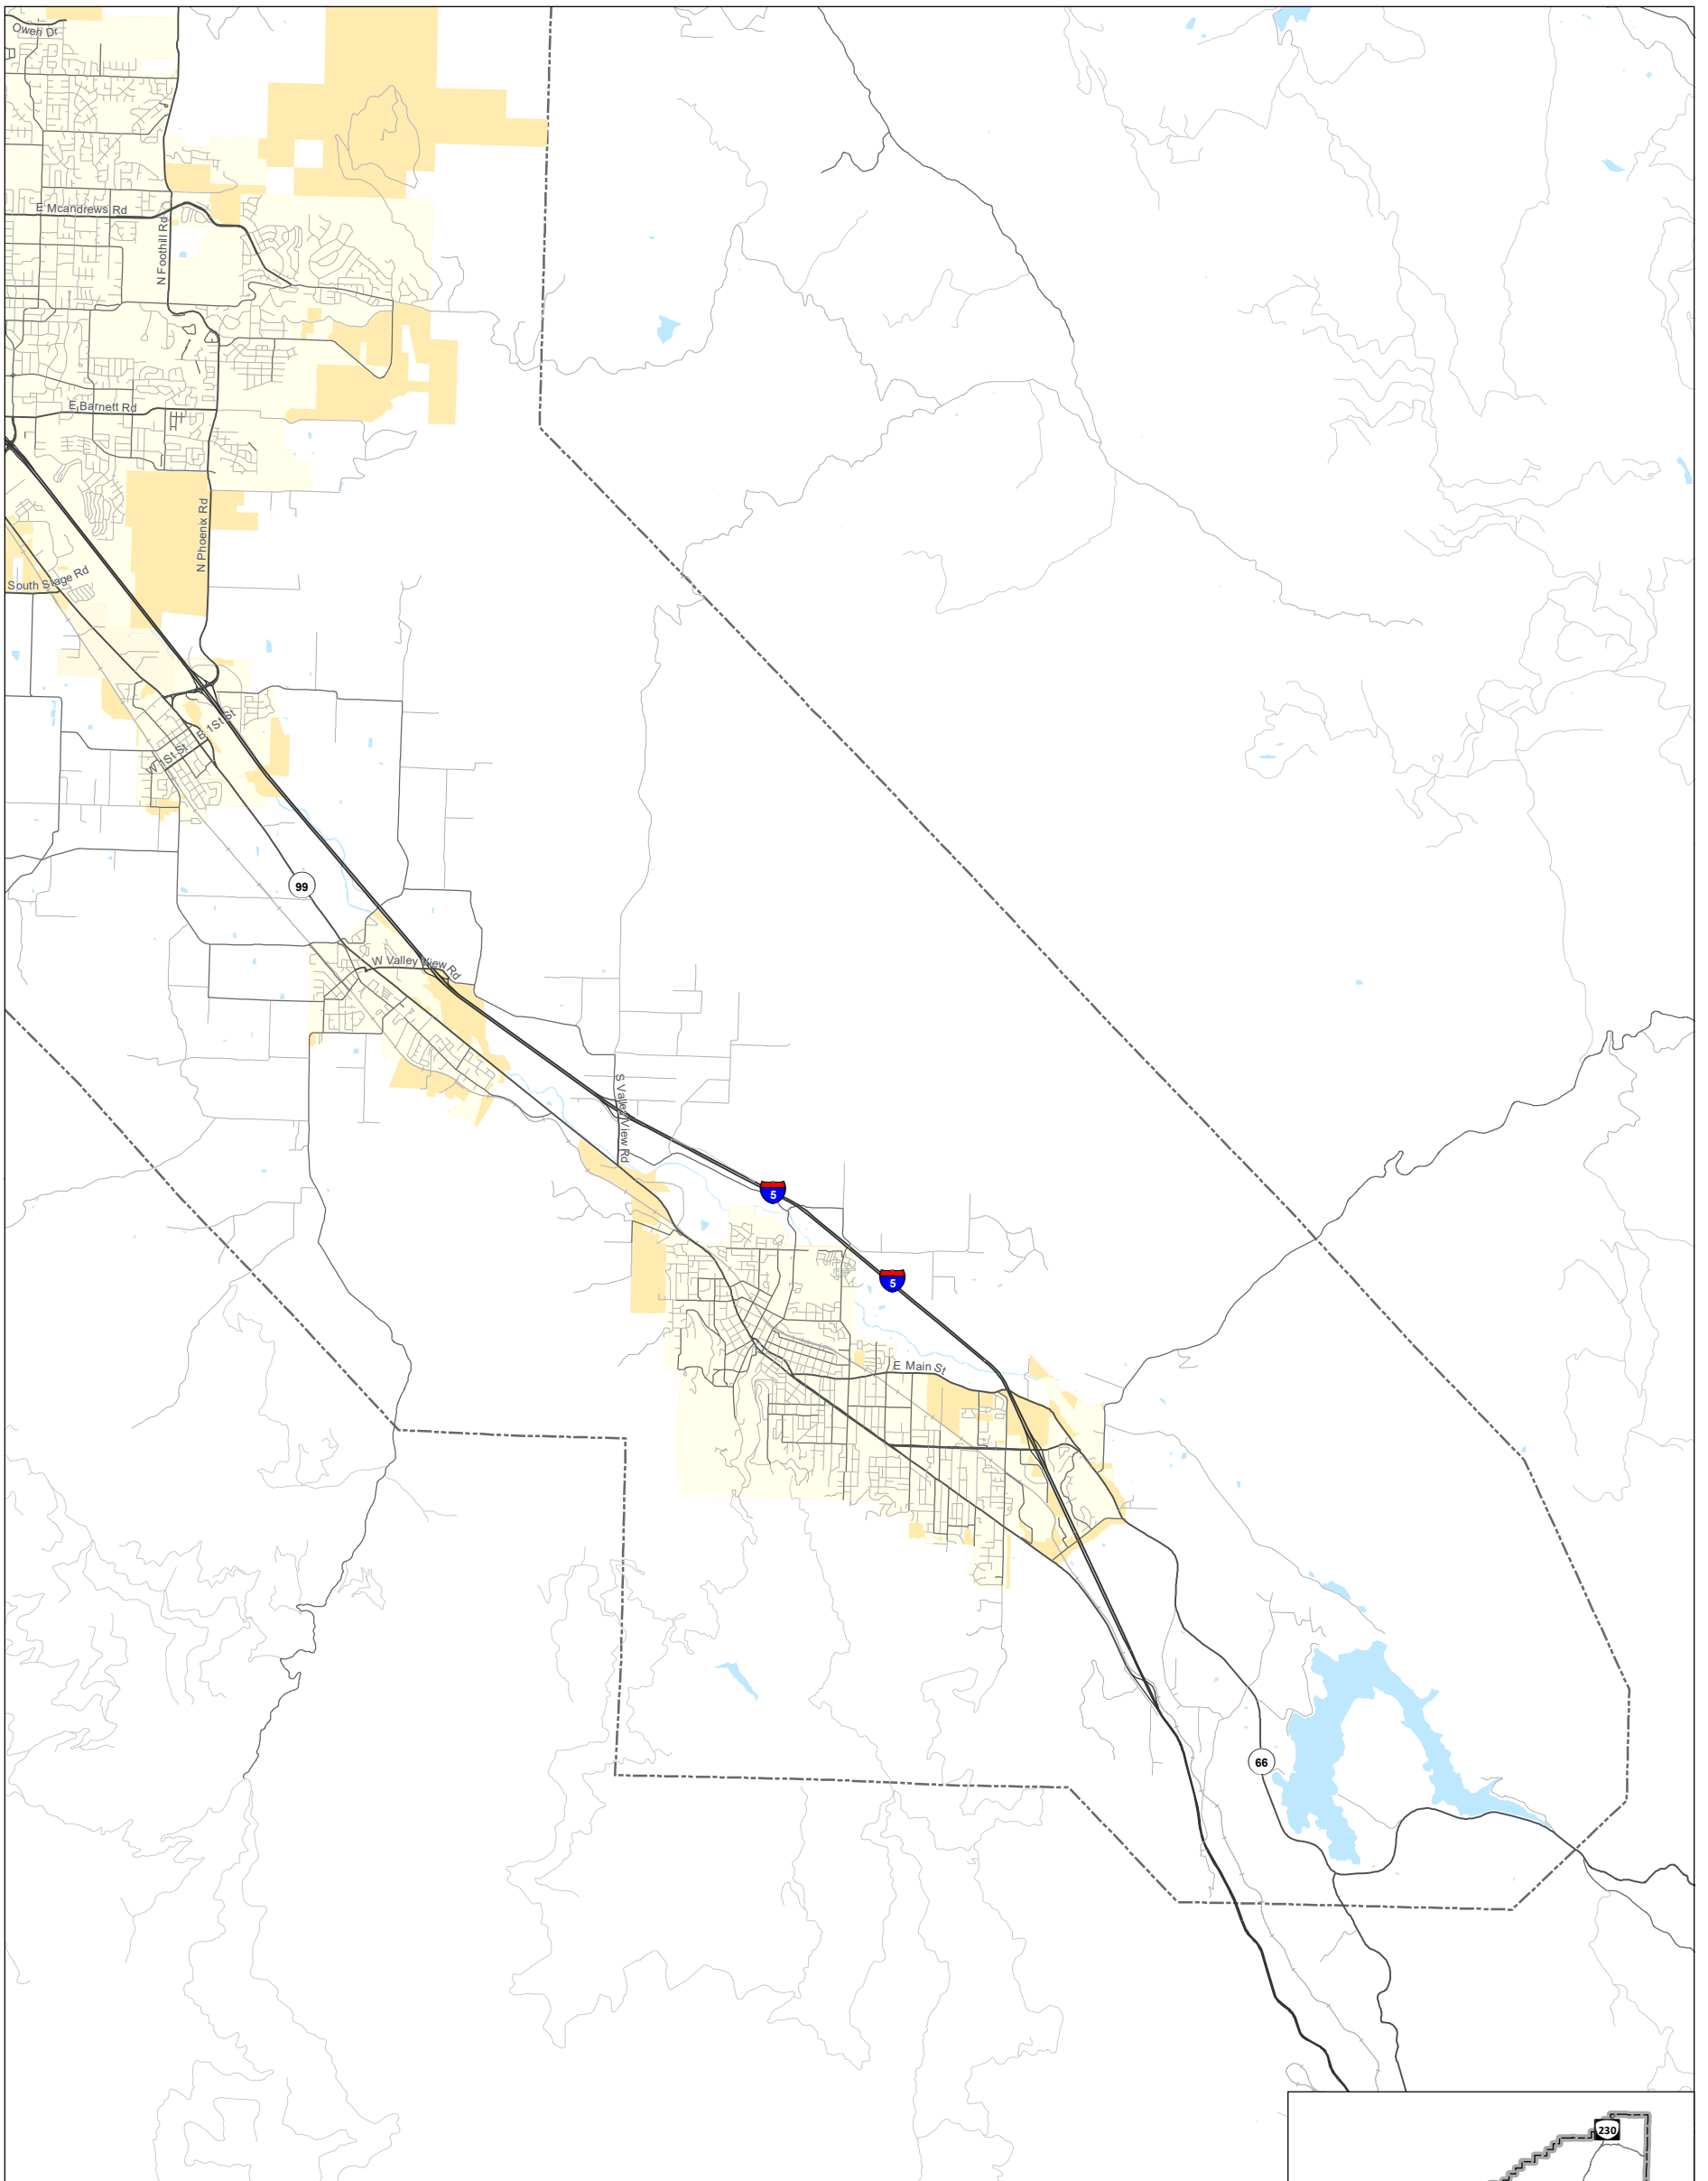 Owen Dr
E Mcandrews Rd
N Foothill Rd
E Barnett Rd
N Phoenix Rd
South Stage Rd
E 1St St
W 1St St
99
W Valley View Rd
S Valley View Rd
5
5
E Main St
66
230